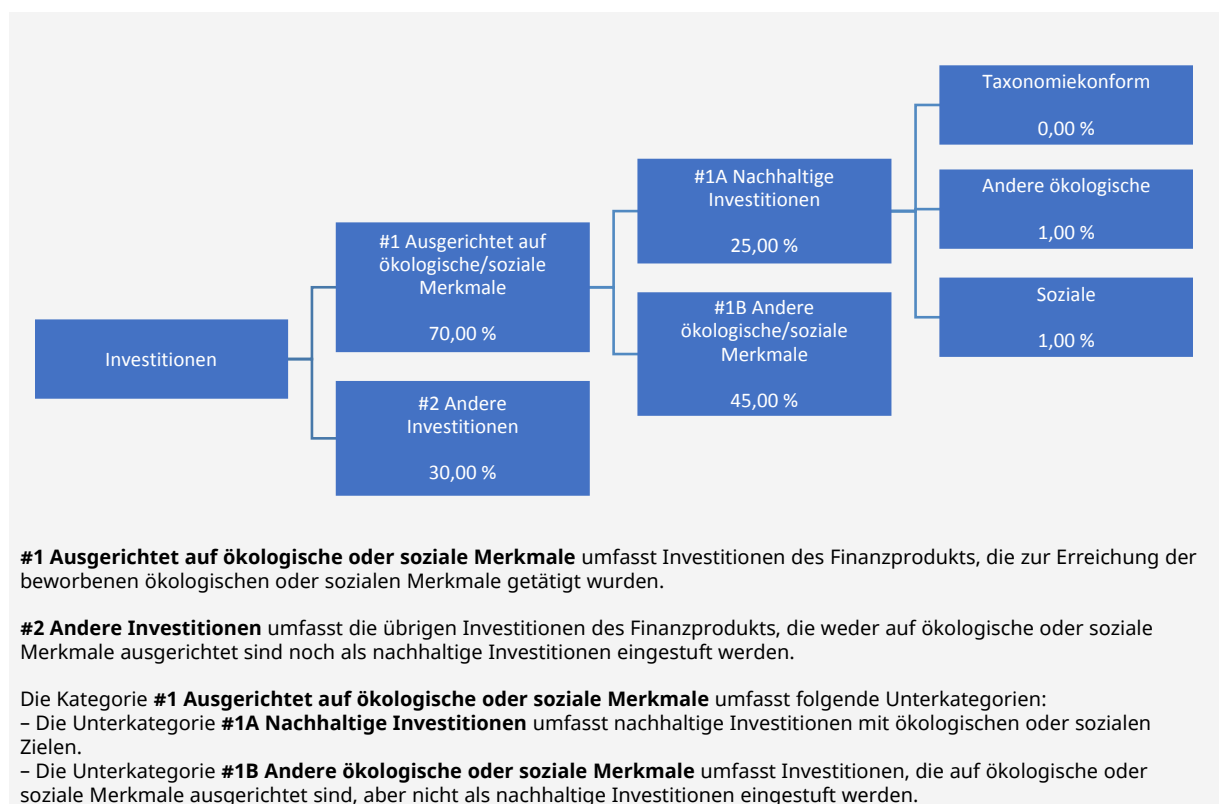 Investitionen
#1 Ausgerichtet auf
ökologische/soziale
Merkmale
70,00 %
#2 Andere
Investitionen
30,00 %
#1A Nachhaltige
Investitionen
25,00 %
#1B Andere
ökologische/soziale
Merkmale
45,00 %
Taxonomiekonform
0,00 %
Andere ökologische
1,00 %
Soziale
1,00 %
#1 Ausgerichtet auf ökologische oder soziale Merkmale umfasst Investitionen des Finanzprodukts, die zur Erreichung der
beworbenen ökologischen oder sozialen Merkmale getätigt wurden.
#2 Andere Investitionen umfasst die übrigen Investitionen des Finanzprodukts, die weder auf ökologische oder soziale
Merkmale ausgerichtet sind noch als nachhaltige Investitionen eingestuft werden.
Die Kategorie #1 Ausgerichtet auf ökologische oder soziale Merkmale umfasst folgende Unterkategorien:
– Die Unterkategorie #1A Nachhaltige Investitionen umfasst nachhaltige Investitionen mit ökologischen oder sozialen
Zielen.
– Die Unterkategorie #1B Andere ökologische oder soziale Merkmale umfasst Investitionen, die auf ökologische oder
soziale Merkmale ausgerichtet sind, aber nicht als nachhaltige Investitionen eingestuft werden.